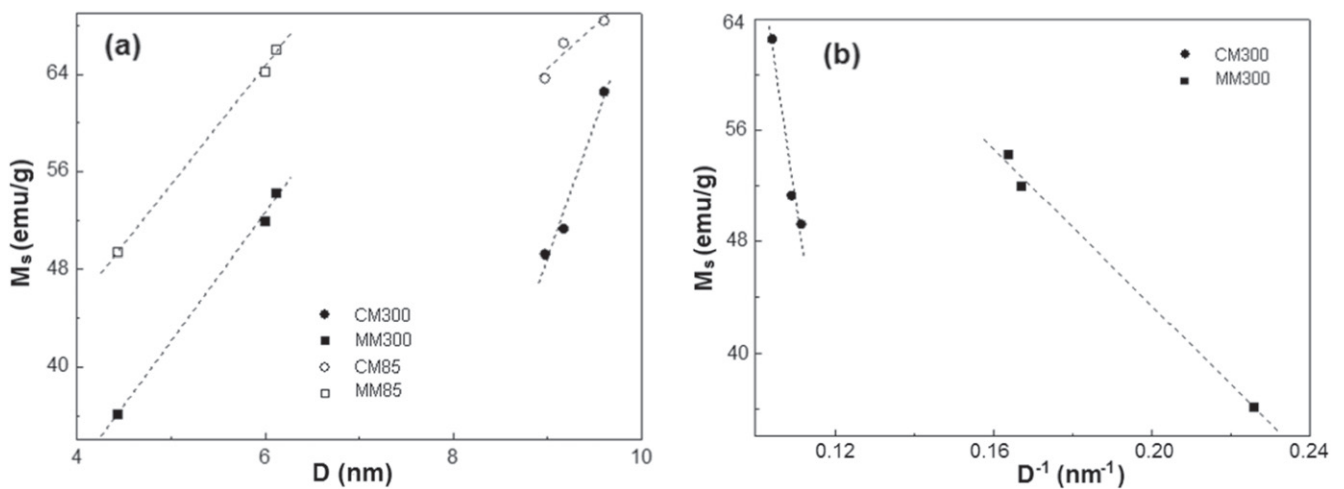 (a)
64
56
48
40
Ms (emu/g)
CM300
MM300
CM85
MM85
4 6 8 10
D (nm)
(b)
64
56
48
40
Ms (emu/g)
CM300
MM300
0.12 0.16 0.20 0.24
D⁻¹ (nm⁻¹)